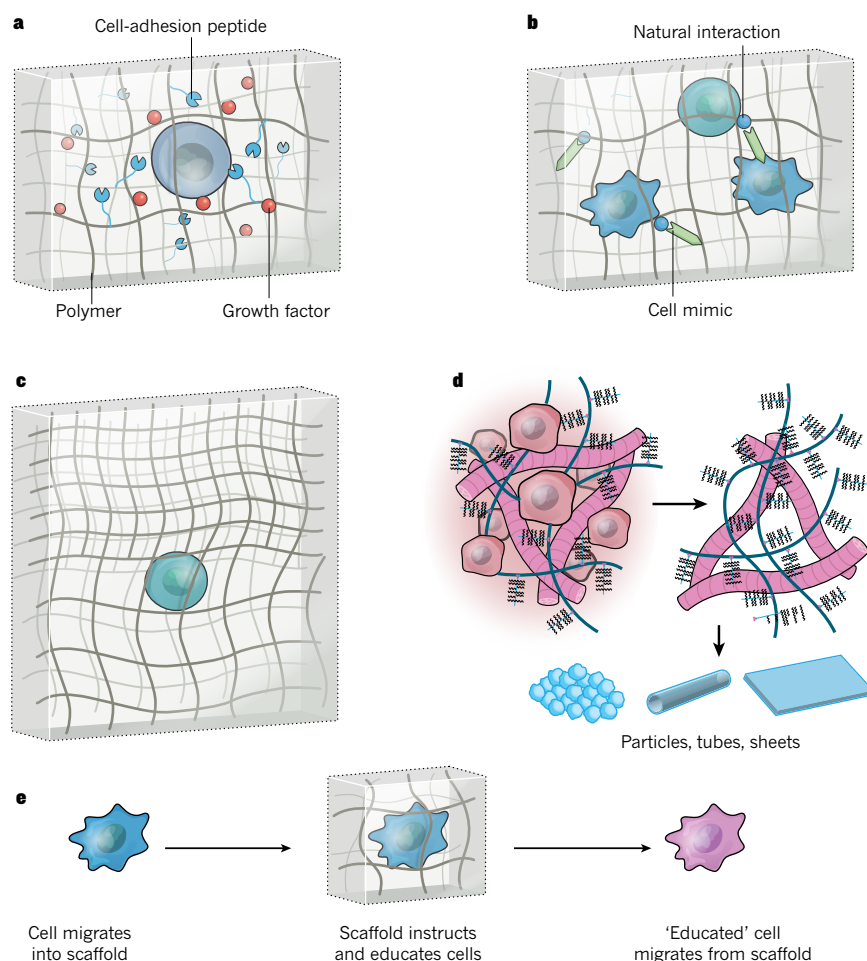 a
Cell-adhesion peptide
Polymer
Growth factor
b
Natural interaction
Cell mimic
c
d
Particles, tubes, sheets
e
Cell migrates
into scaffold
Scaffold instructs
and educates cells
‘Educated’ cell
migrates from scaffold